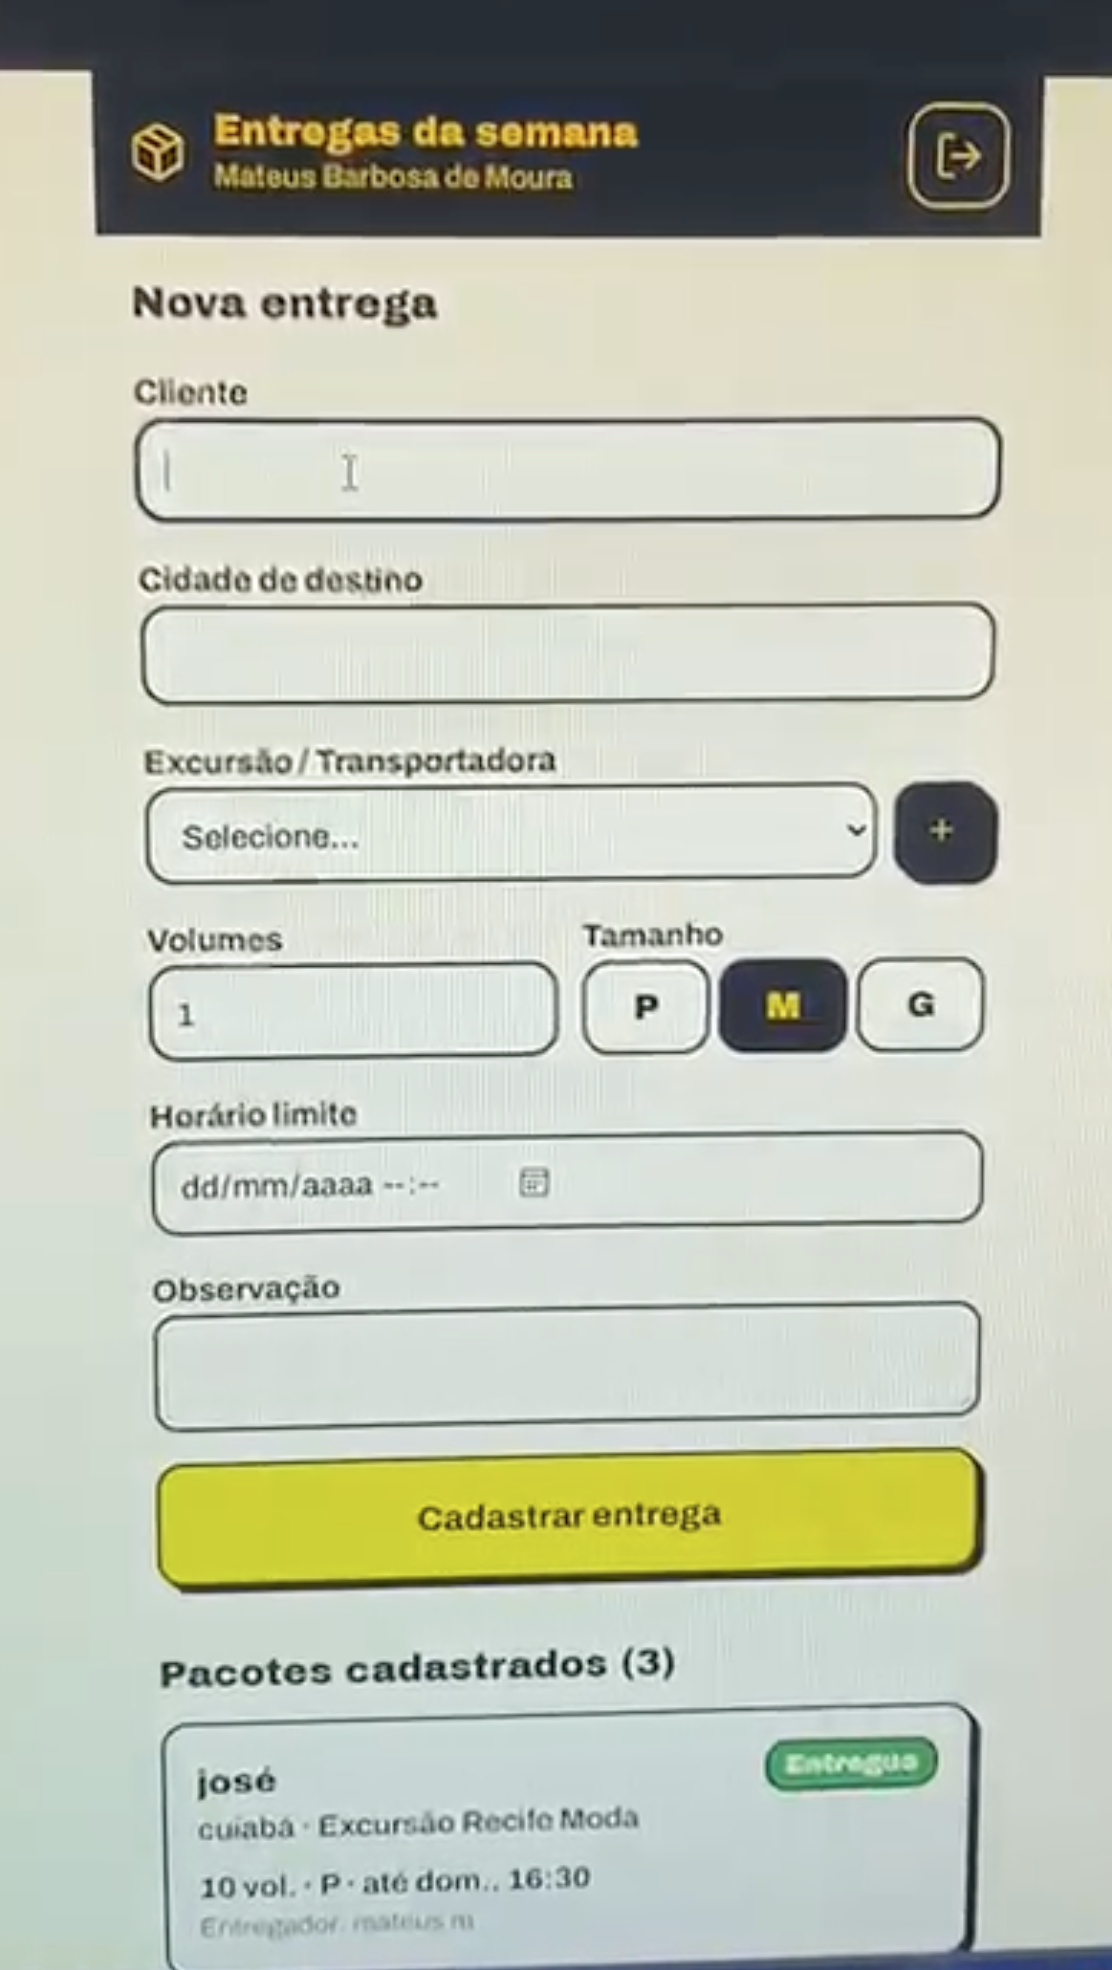 Entregas da semana
Mateus Barbosa de Moura
Nova entrega
Cliente
Cidade de destino
Excursão / Transportadora
Selecione...
+
Volumes
Tamanho
1
P
M
G
Horário limite
dd/mm/aaaa --:--
Observação
Cadastrar entrega
Pacotes cadastrados (3)
josé
Entregue
cuiabá · Excursão Recife Moda
10 vol. · P · até dom., 16:30
Entregador: mateus m